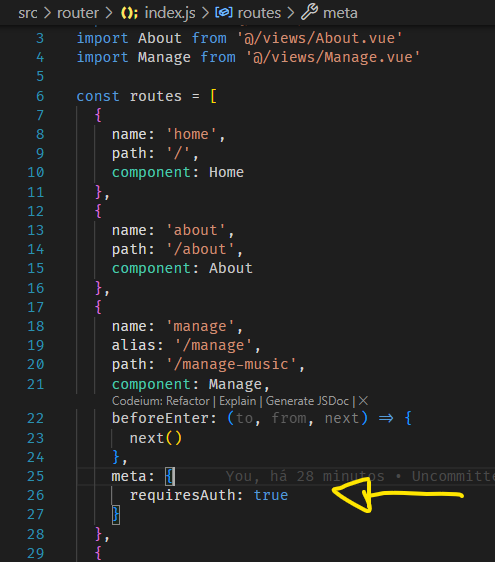 src > router > index.js > routes > meta
3 import About from '@/views/About.vue'
4 import Manage from '@/views/Manage.vue'
5
6 const routes = [
7 {
8 name: 'home',
9 path: '/',
10 component: Home
11 },
12 {
13 name: 'about',
14 path: '/about',
15 component: About
16 },
17 {
18 name: 'manage',
19 alias: '/manage',
20 path: '/manage-music',
21 component: Manage,
Codeium: Refactor | Explain | Generate JSDoc | ×
22 beforeEnter: (to, from, next) => {
23 next()
24 },
25 meta: { You, há 28 minutos • Uncommitte
26 requiresAuth: true
27 }
28 },
29 {